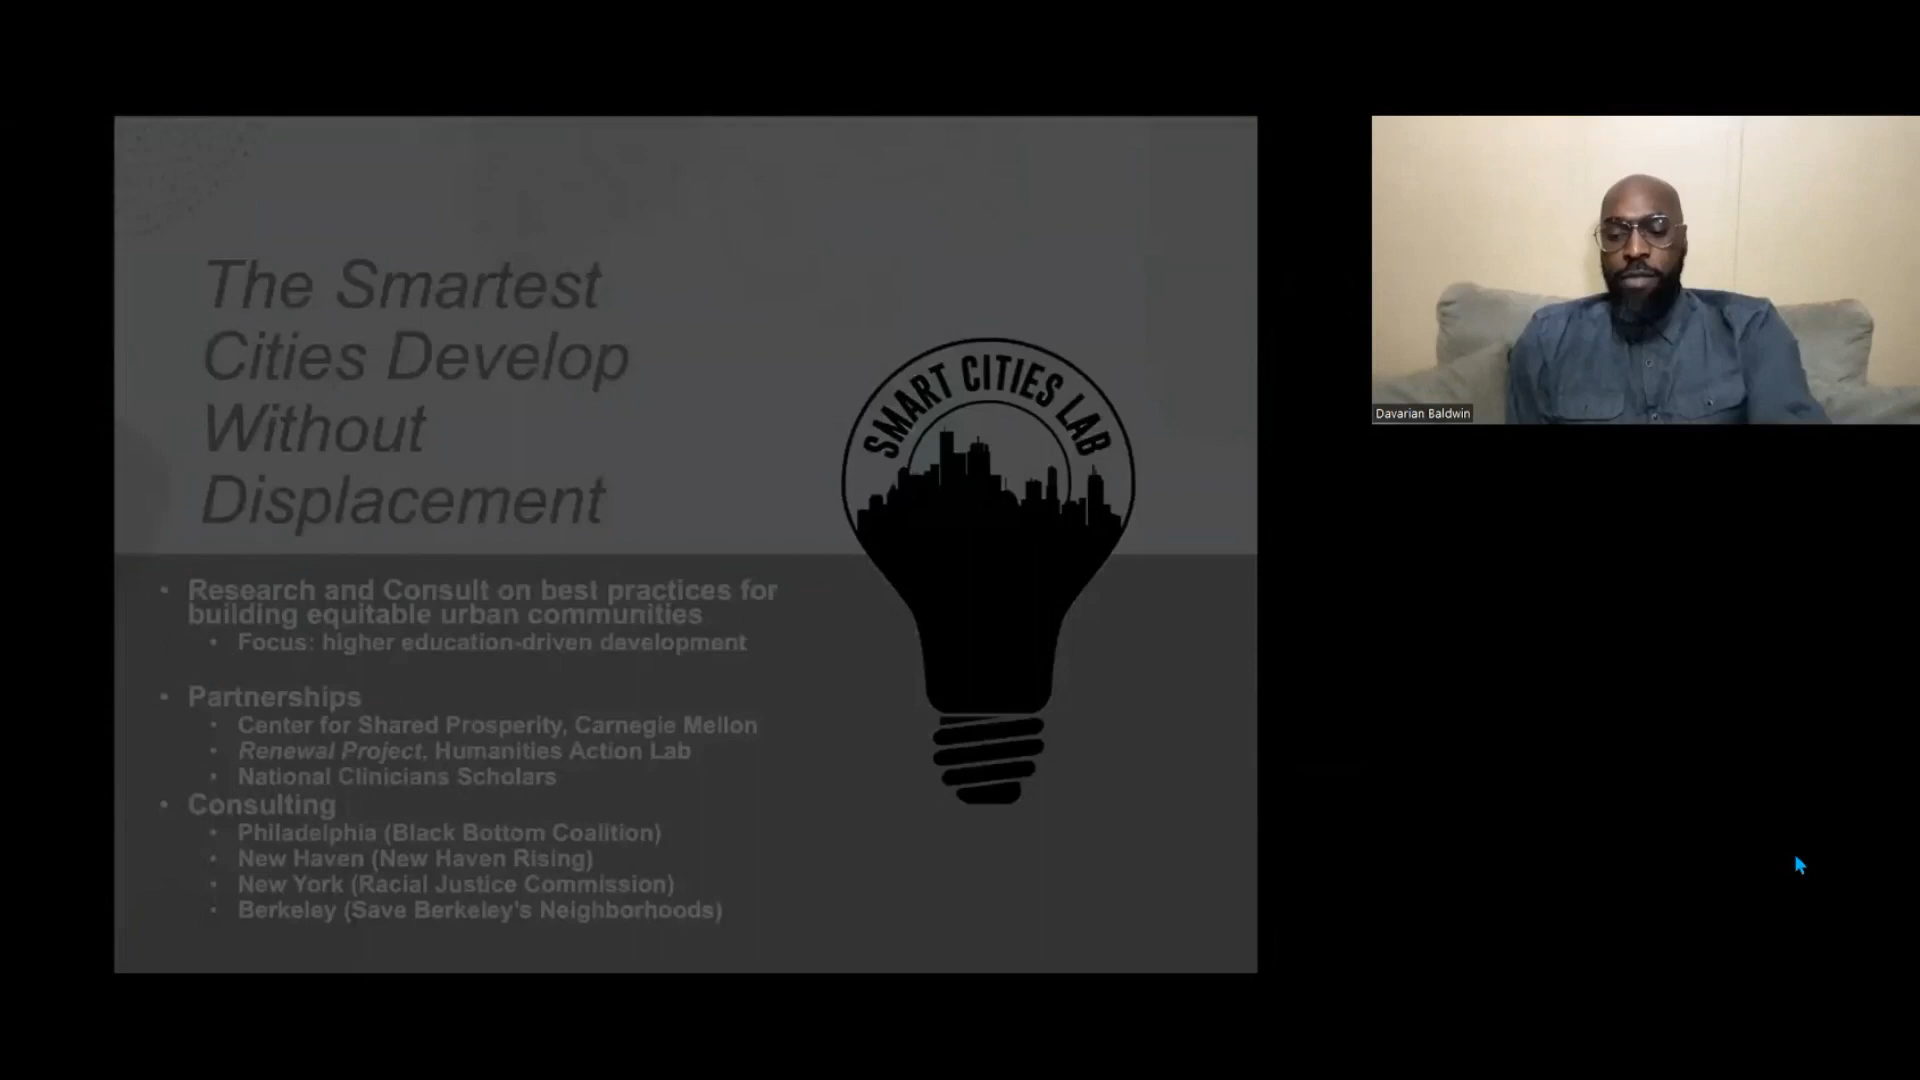 The Smartest
Cities Develop
Without
Displacement
SMART CITIES LAB
• Research and Consult on best practices for
building equitable urban communities
• Focus: higher education-driven development
• Partnerships
• Center for Shared Prosperity, Carnegie Mellon
• Renewal Project, Humanities Action Lab
• National Clinicians Scholars
• Consulting
• Philadelphia (Black Bottom Coalition)
• New Haven (New Haven Rising)
• New York (Racial Justice Commission)
• Berkeley (Save Berkeley's Neighborhoods)
Davarian Baldwin